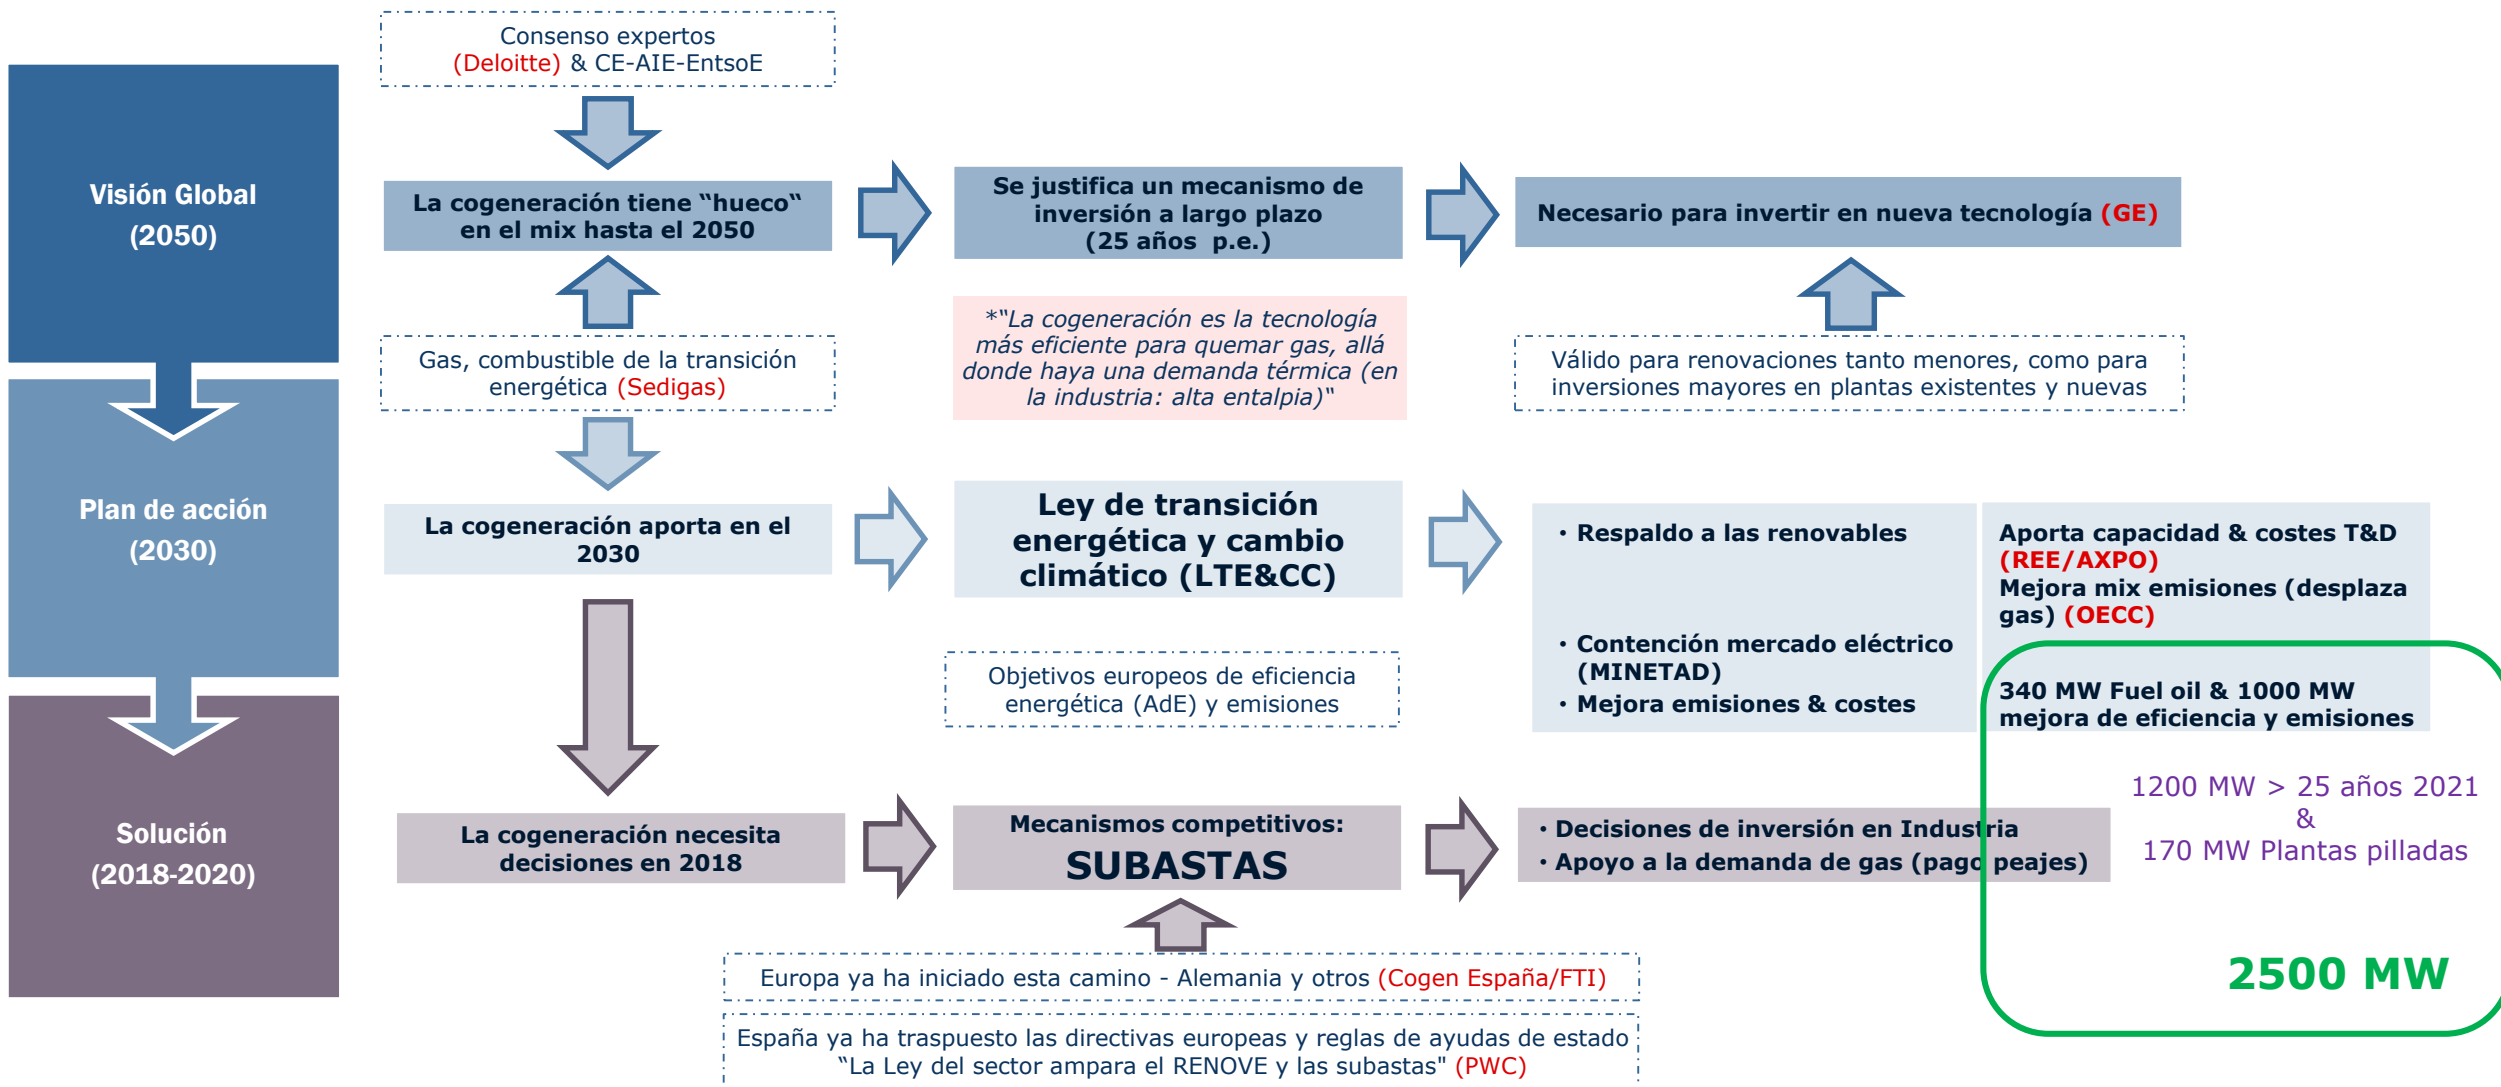 Consenso expertos
(Deloitte) & CE-AIE-EntsoE
Visión Global
(2050)
La cogeneración tiene “hueco“
en el mix hasta el 2050
Se justifica un mecanismo de
inversión a largo plazo
(25 años p.e.)
Necesario para invertir en nueva tecnología (GE)
Gas, combustible de la transición
energética (Sedigas)
*“La cogeneración es la tecnología
más eficiente para quemar gas, allá
donde haya una demanda térmica (en
la industria: alta entalpia)“
Válido para renovaciones tanto menores, como para
inversiones mayores en plantas existentes y nuevas
Plan de acción
(2030)
La cogeneración aporta en el
2030
Ley de transición
energética y cambio
climático (LTE&CC)
• Respaldo a las renovables
• Contención mercado eléctrico
(MINETAD)
• Mejora emisiones & costes
Aporta capacidad & costes T&D
(REE/AXPO)
Mejora mix emisiones (desplaza
gas) (OECC)
340 MW Fuel oil & 1000 MW
mejora de eficiencia y emisiones
Objetivos europeos de eficiencia
energética (AdE) y emisiones
Solución
(2018-2020)
La cogeneración necesita
decisiones en 2018
Mecanismos competitivos:
SUBASTAS
• Decisiones de inversión en Industria
• Apoyo a la demanda de gas (pago peajes)
1200 MW > 25 años 2021
&
170 MW Plantas pilladas
2500 MW
Europa ya ha iniciado esta camino - Alemania y otros (Cogen España/FTI)
España ya ha traspuesto las directivas europeas y reglas de ayudas de estado
“La Ley del sector ampara el RENOVE y las subastas" (PWC)